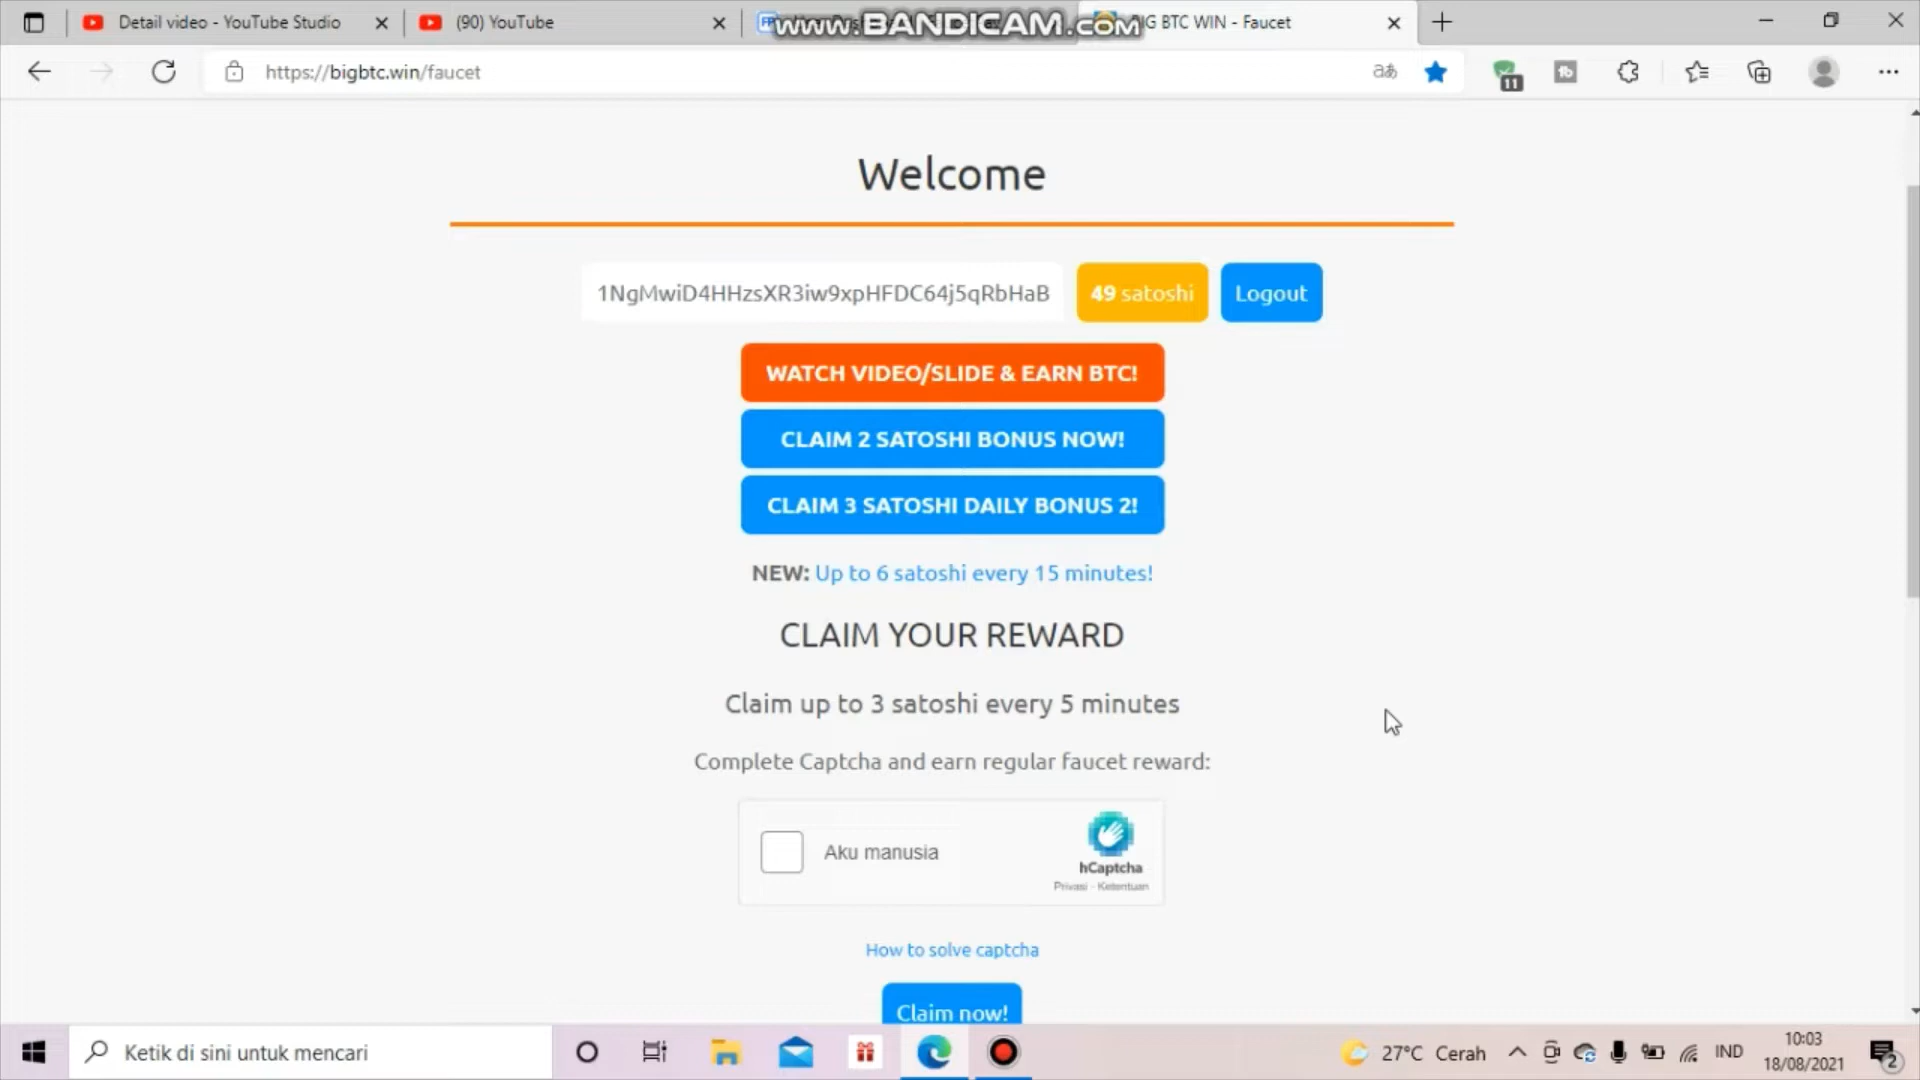 Detail video - YouTube Studio
(90) YouTube
www.BANDICAM.com
BIG BTC WIN - Faucet
https://bigbtc.win/faucet
11
Welcome
1NgMwiD4HHzsXR3iw9xpHFDC64j5qRbHaB
49 satoshi
Logout
WATCH VIDEO/SLIDE & EARN BTC!
CLAIM 2 SATOSHI BONUS NOW!
CLAIM 3 SATOSHI DAILY BONUS 2!
NEW: Up to 6 satoshi every 15 minutes!
CLAIM YOUR REWARD
Claim up to 3 satoshi every 5 minutes
Complete Captcha and earn regular faucet reward:
Aku manusia
hCaptcha
Privasi - Ketentuan
How to solve captcha
Claim now!
Ketik di sini untuk mencari
27°C Cerah
IND
10:03
18/08/2021
2